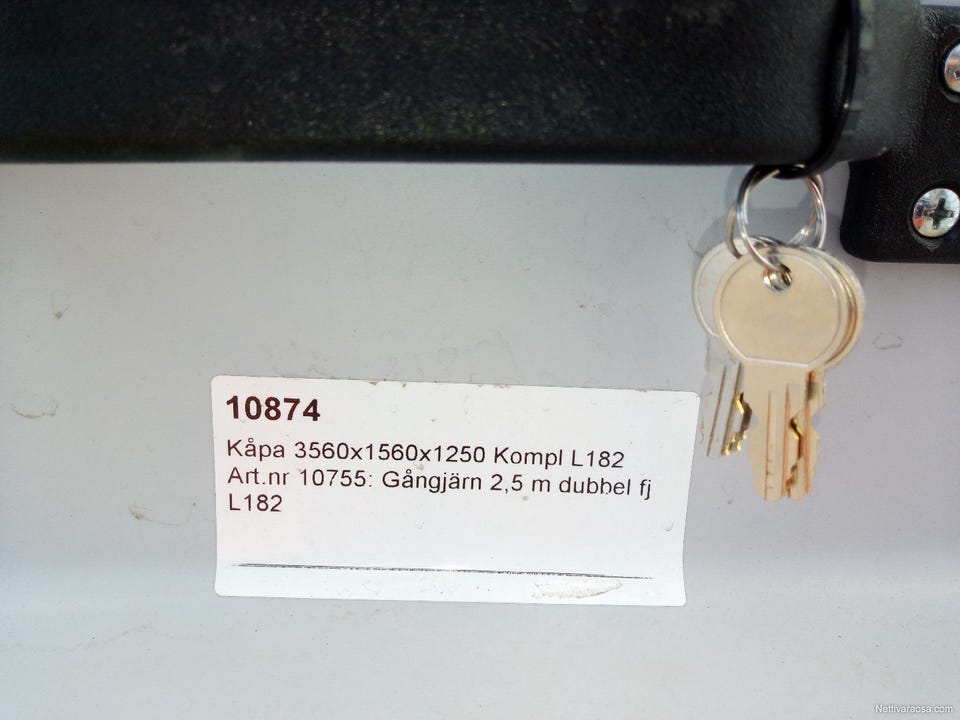 10874
Kåpa 3560x1560x1250 Kompl L182
Art.nr 10755: Gångjärn 2,5 m dubbel fj
L182
Nettivaraosa.com